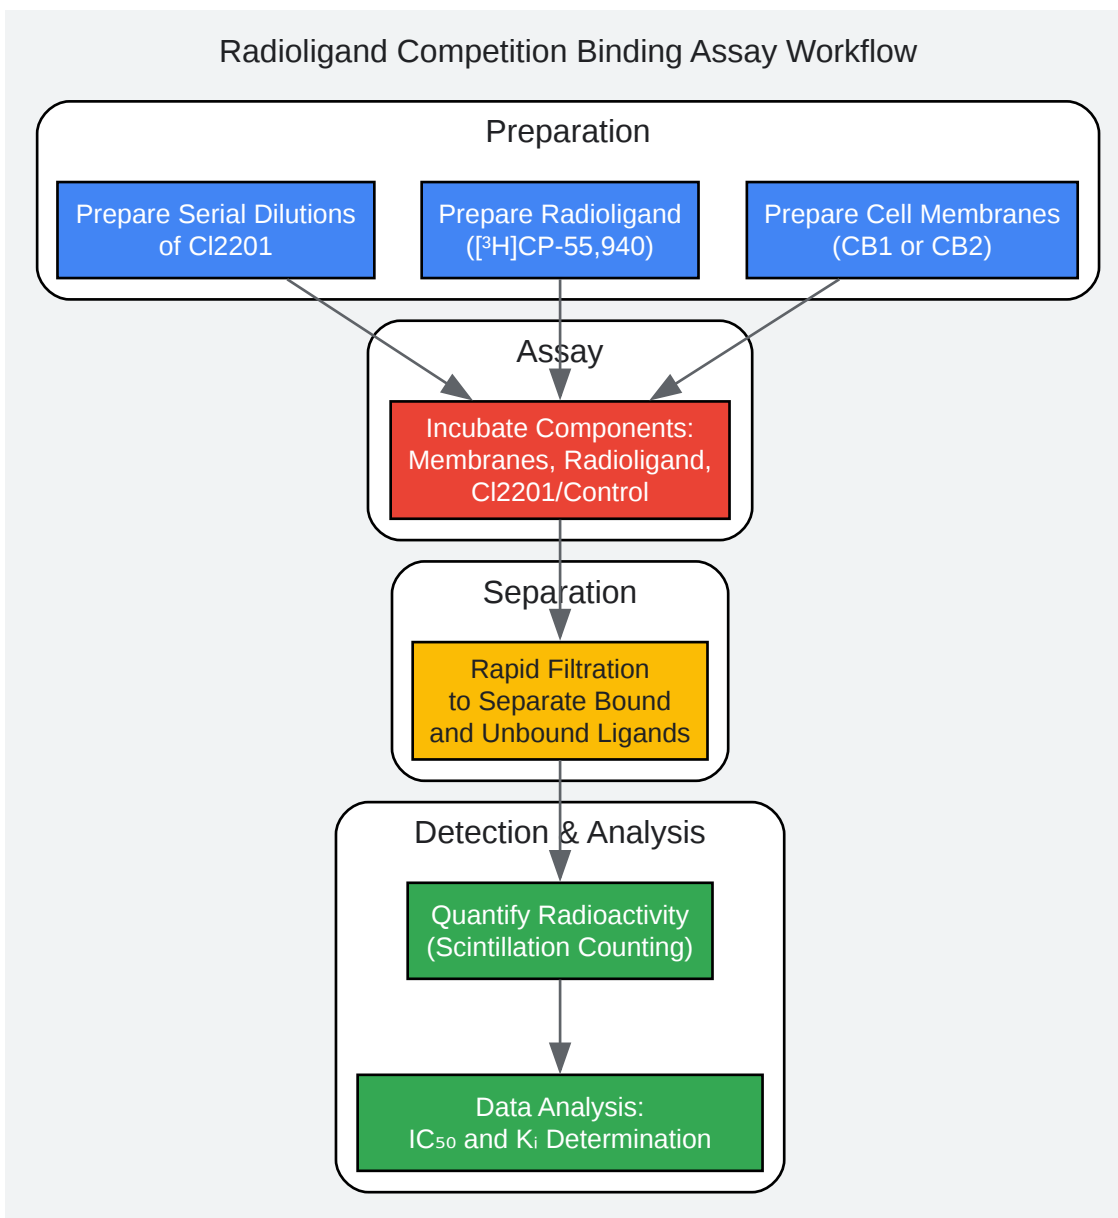 Radioligand Competition Binding Assay Workflow
Preparation
Prepare Serial Dilutions
of Cl2201
Prepare Radioligand
([³H]CP-55,940)
Prepare Cell Membranes
(CB1 or CB2)
Assay
Incubate Components:
Membranes, Radioligand,
Cl2201/Control
Separation
Rapid Filtration
to Separate Bound
and Unbound Ligands
Detection & Analysis
Quantify Radioactivity
(Scintillation Counting)
Data Analysis:
IC₅₀ and Kᵢ Determination